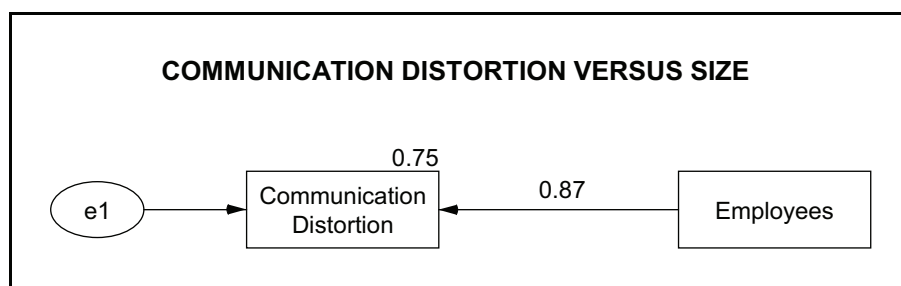 COMMUNICATION DISTORTION VERSUS SIZE
0.75
e1
Communication
Distortion
0.87
Employees